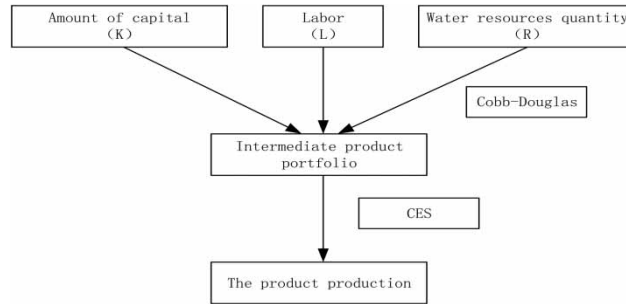 Amount of capital
(K)
Labor
(L)
Water resources quantity
(R)
Cobb-Douglas
Intermediate product
portfolio
CES
The product production